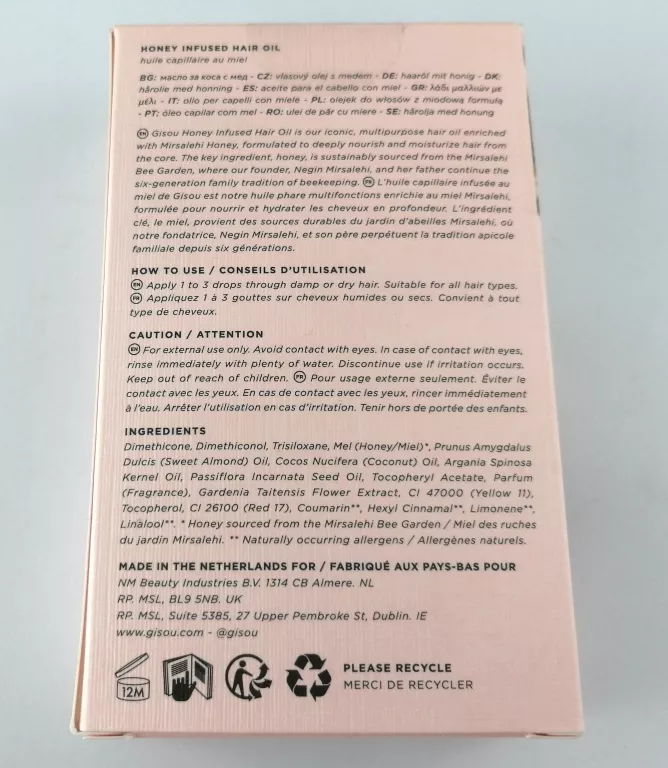 HONEY INFUSED HAIR OIL
huile capillaire au miel
BG: масло за коса с мед - CZ: vlasový olej s medem - DE: haaröl mit honig - DK:
hårolie med honning - ES: aceite para el cabello con miel - GR: λάδι μαλλιών με
μέλι - IT: olio per capelli con miele - PL: olejek do włosów z miodową formułą
- PT: óleo capilar com mel - RO: ulei de păr cu miere - SE: hårolja med honung
EN Gisou Honey Infused Hair Oil is our iconic, multipurpose hair oil enriched
with Mirsalehi Honey, formulated to deeply nourish and moisturize hair from
the core. The key ingredient, honey, is sustainably sourced from the Mirsalehi
Bee Garden, where our founder, Negin Mirsalehi, and her father continue the
six-generation family tradition of beekeeping. FR L'huile capillaire infusée au
miel de Gisou est notre huile phare multifonctions enrichie au miel Mirsalehi,
formulée pour nourrir et hydrater les cheveux en profondeur. L'ingrédient
clé, le miel, provient des sources durables du jardin d'abeilles Mirsalehi, où
notre fondatrice, Negin Mirsalehi, et son père perpétuent la tradition apicole
familiale depuis six générations.
HOW TO USE / CONSEILS D'UTILISATION
EN Apply 1 to 3 drops through damp or dry hair. Suitable for all hair types.
FR Appliquez 1 à 3 gouttes sur cheveux humides ou secs. Convient à tout
type de cheveux.
CAUTION / ATTENTION
EN For external use only. Avoid contact with eyes. In case of contact with eyes,
rinse immediately with plenty of water. Discontinue use if irritation occurs.
Keep out of reach of children. FR Pour usage externe seulement. Éviter le
contact avec les yeux. En cas de contact avec les yeux, rincer immédiatement
à l'eau. Arrêter l'utilisation en cas d'irritation. Tenir hors de portée des enfants.
INGREDIENTS
Dimethicone, Dimethiconol, Trisiloxane, Mel (Honey/Miel)*, Prunus Amygdalus
Dulcis (Sweet Almond) Oil, Cocos Nucifera (Coconut) Oil, Argania Spinosa
Kernel Oil, Passiflora Incarnata Seed Oil, Tocopheryl Acetate, Parfum
(Fragrance), Gardenia Taitensis Flower Extract, CI 47000 (Yellow 11),
Tocopherol, CI 26100 (Red 17), Coumarin**, Hexyl Cinnamal**, Limonene**,
Linalool**. * Honey sourced from the Mirsalehi Bee Garden / Miel des ruches
du jardin Mirsalehi. ** Naturally occurring allergens / Allergènes naturels.
MADE IN THE NETHERLANDS FOR / FABRIQUÉ AUX PAYS-BAS POUR
NM Beauty Industries B.V. 1314 CB Almere. NL
RP. MSL, BL9 5NB. UK
RP. MSL, Suite 5385, 27 Upper Pembroke St, Dublin. IE
www.gisou.com - @gisou
12M
PLEASE RECYCLE
MERCI DE RECYCLER